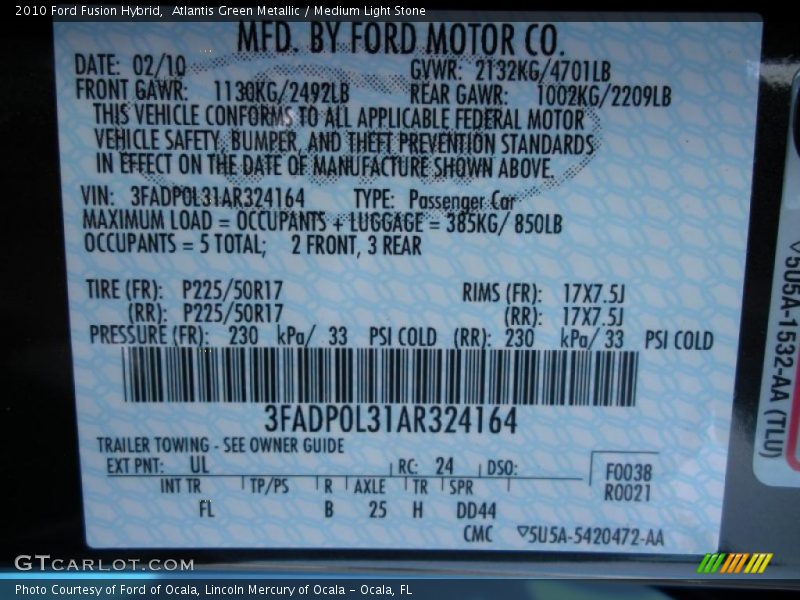 2010 Ford Fusion Hybrid,  Atlantis Green Metallic / Medium Light Stone
MFD. BY FORD MOTOR CO.
DATE: 02/10 GVWR: 2132KG/4701LB
FRONT GAWR: 1130KG/2492LB REAR GAWR: 1002KG/2209LB
THIS VEHICLE CONFORMS TO ALL APPLICABLE FEDERAL MOTOR
VEHICLE SAFETY, BUMPER, AND THEFT PREVENTION STANDARDS
IN EFFECT ON THE DATE OF MANUFACTURE SHOWN ABOVE.
VIN: 3FADP0L31AR324164 TYPE: Passenger Car
MAXIMUM LOAD = OCCUPANTS + LUGGAGE = 385KG/ 850LB
OCCUPANTS = 5 TOTAL; 2 FRONT, 3 REAR
TIRE (FR): P225/50R17 RIMS (FR): 17X7.5J
(RR): P225/50R17 (RR): 17X7.5J
PRESSURE (FR): 230 kPa/ 33 PSI COLD (RR): 230 kPa/ 33 PSI COLD
3FADP0L31AR324164
TRAILER TOWING - SEE OWNER GUIDE
EXT PNT: UL RC: 24 DSO: F0038
INT TR TP/PS R AXLE TR SPR R0021
FL B 25 H DD44
CMC ▽5U5A-5420472-AA
▽5U5A-1532-AA (TLU)
GTCARLOT.COM
Photo Courtesy of Ford of Ocala, Lincoln Mercury of Ocala – Ocala, FL